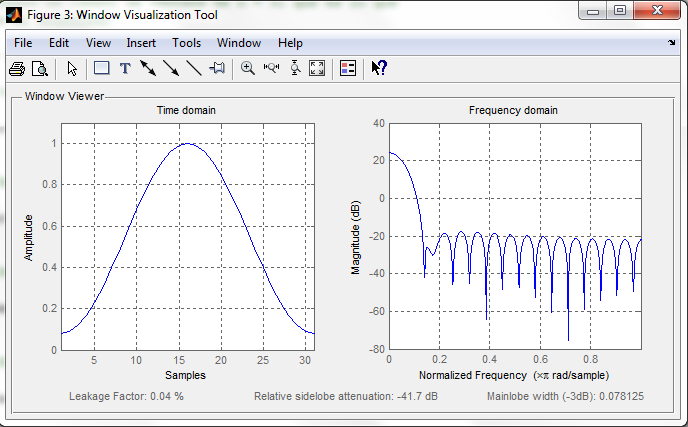 Figure 3: Window Visualization Tool
File Edit View Insert Tools Window Help
Window Viewer
Time domain
Amplitude
1
0.8
0.6
0.4
0.2
0
5 10 15 20 25 30
Samples
Frequency domain
Magnitude (dB)
40
20
0
-20
-40
-60
-80
0 0.2 0.4 0.6 0.8
Normalized Frequency (×π rad/sample)
Leakage Factor: 0.04 % Relative sidelobe attenuation: -41.7 dB Mainlobe width (-3dB): 0.078125